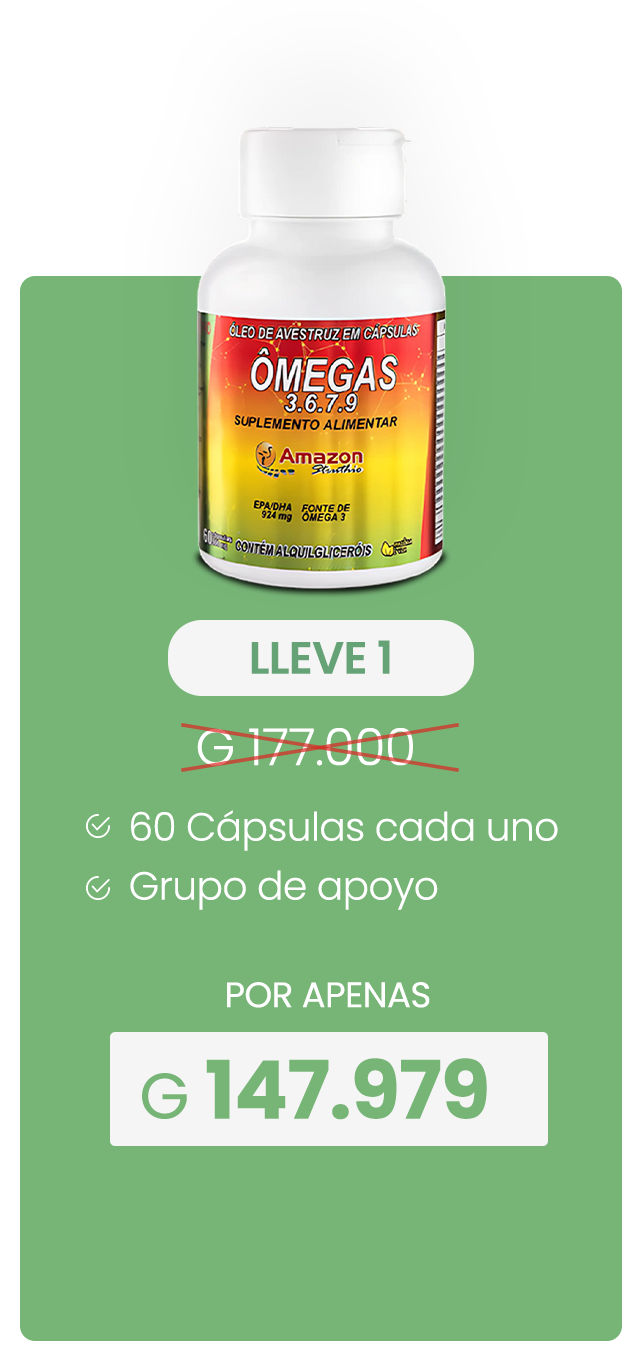 ÓLEO DE AVESTRUZ EM CÁPSULAS
ÔMEGAS
3.6.7.9
SUPLEMENTO ALIMENTAR
Amazon
Struthio
EPA/DHA
924 mg
FONTE DE
ÔMEGA 3
60
CONTÉM ALQUILGLICERÓIS
LLEVE 1
G 177.000
60 Cápsulas cada uno
Grupo de apoyo
POR APENAS
G 147.979